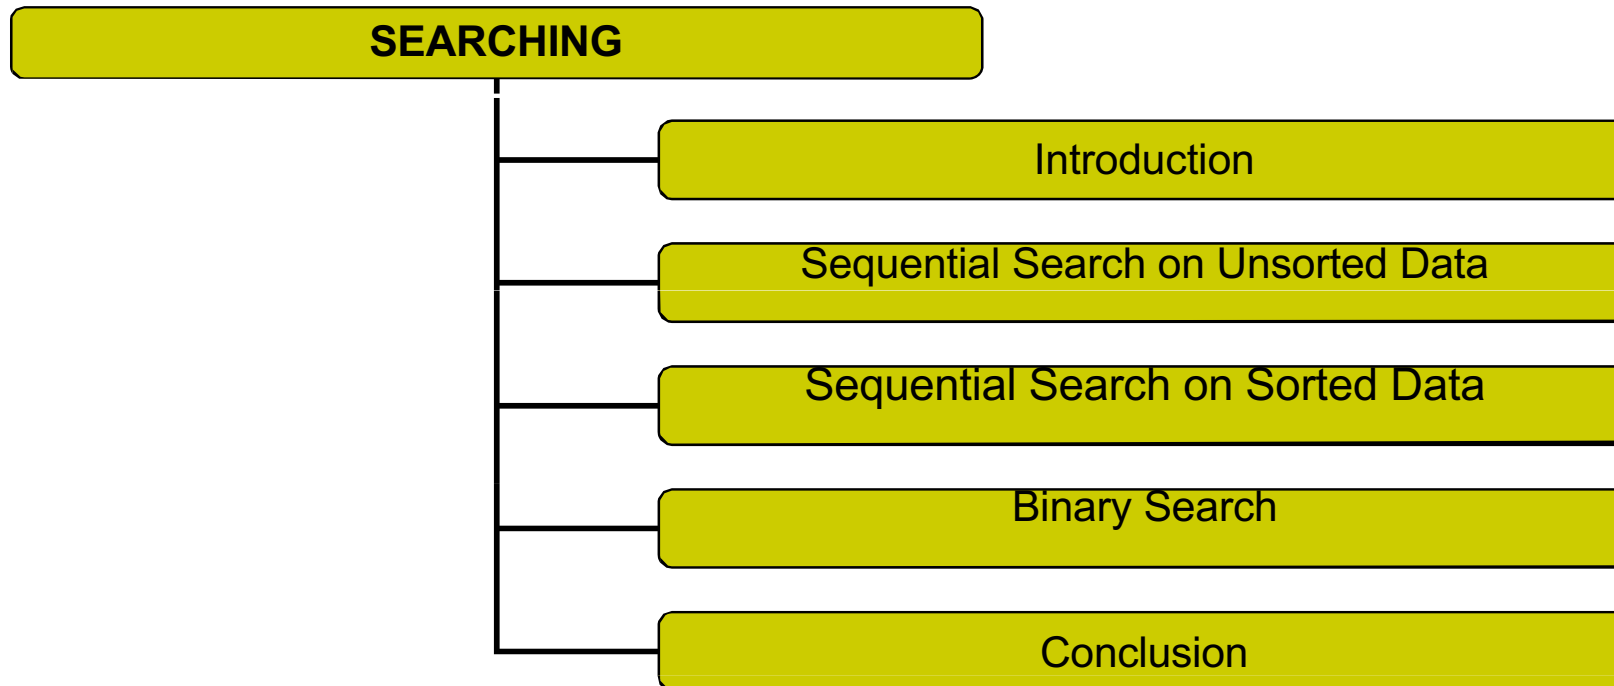 SEARCHING
Introduction
Sequential Search on Unsorted Data
Sequential Search on Sorted Data
Binary Search
Conclusion